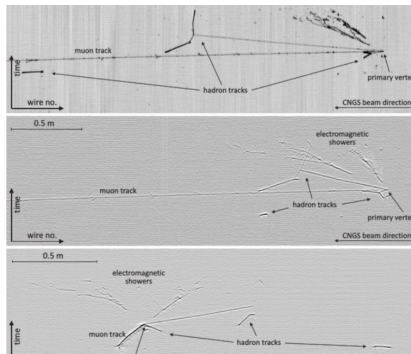 muon track
time
hadron tracks
primary verte
wire no.
CNGS beam direction
0.5 m
electromagnetic
showers
muon track
time
hadron tracks
primary verte
wire no.
CNGS beam direction
0.5 m
electromagnetic
showers
muon track
time
hadron tracks